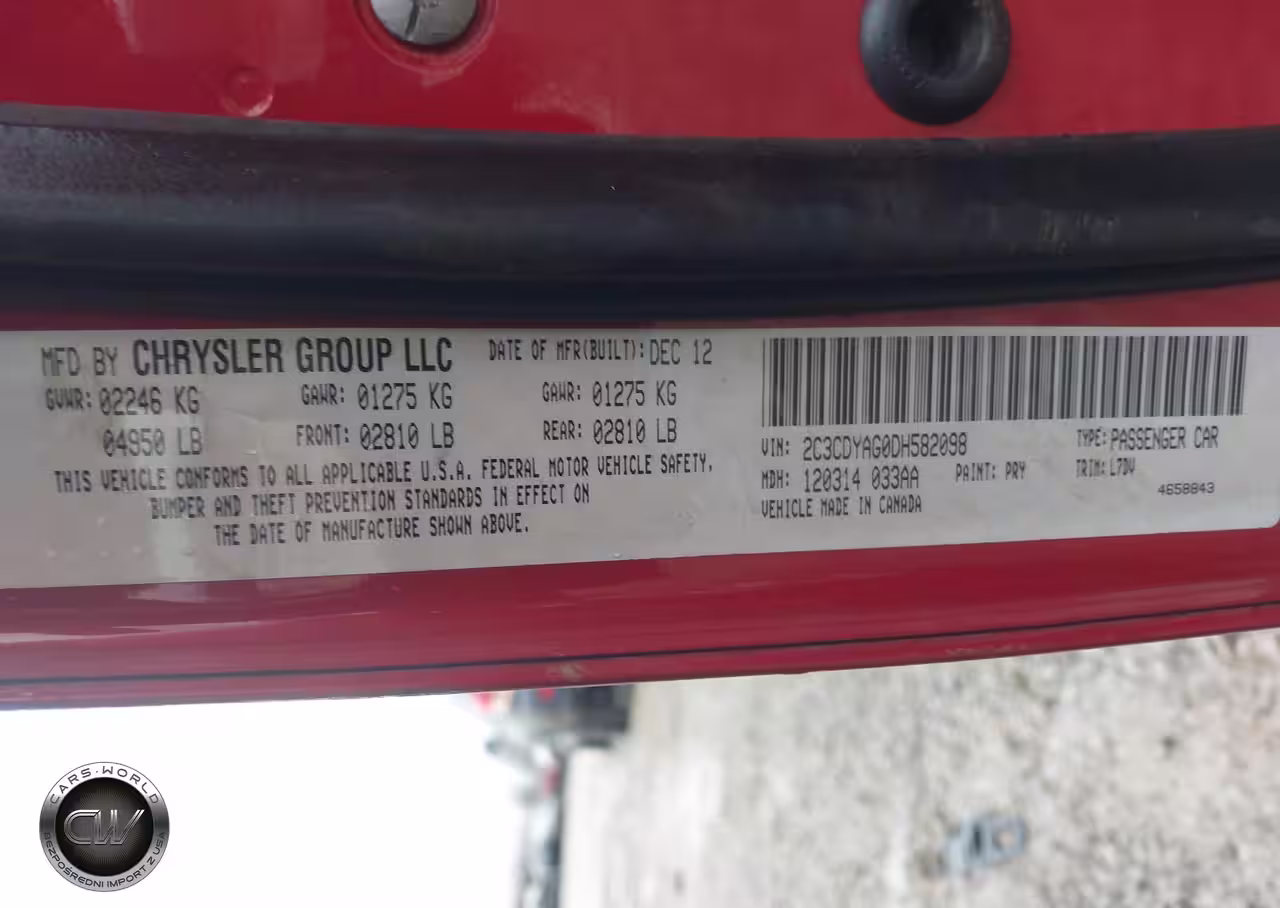 MFD BY CHRYSLER GROUP LLC DATE OF MFR(BUILT): DEC 12
GVWR: 02246 KG GAWR: 01275 KG GAWR: 01275 KG
04950 LB FRONT: 02810 LB REAR: 02810 LB
THIS VEHICLE CONFORMS TO ALL APPLICABLE U.S.A. FEDERAL MOTOR VEHICLE SAFETY,
BUMPER AND THEFT PREVENTION STANDARDS IN EFFECT ON
THE DATE OF MANUFACTURE SHOWN ABOVE.
VIN: 2C3CDYAG0DH582098 TYPE: PASSENGER CAR
MDH: 120314 033AA PAINT: PRY TRIM: L7DV
VEHICLE MADE IN CANADA 4658843
CARS-WORLD
CW
BEZPOŚREDNI IMPORT Z USA